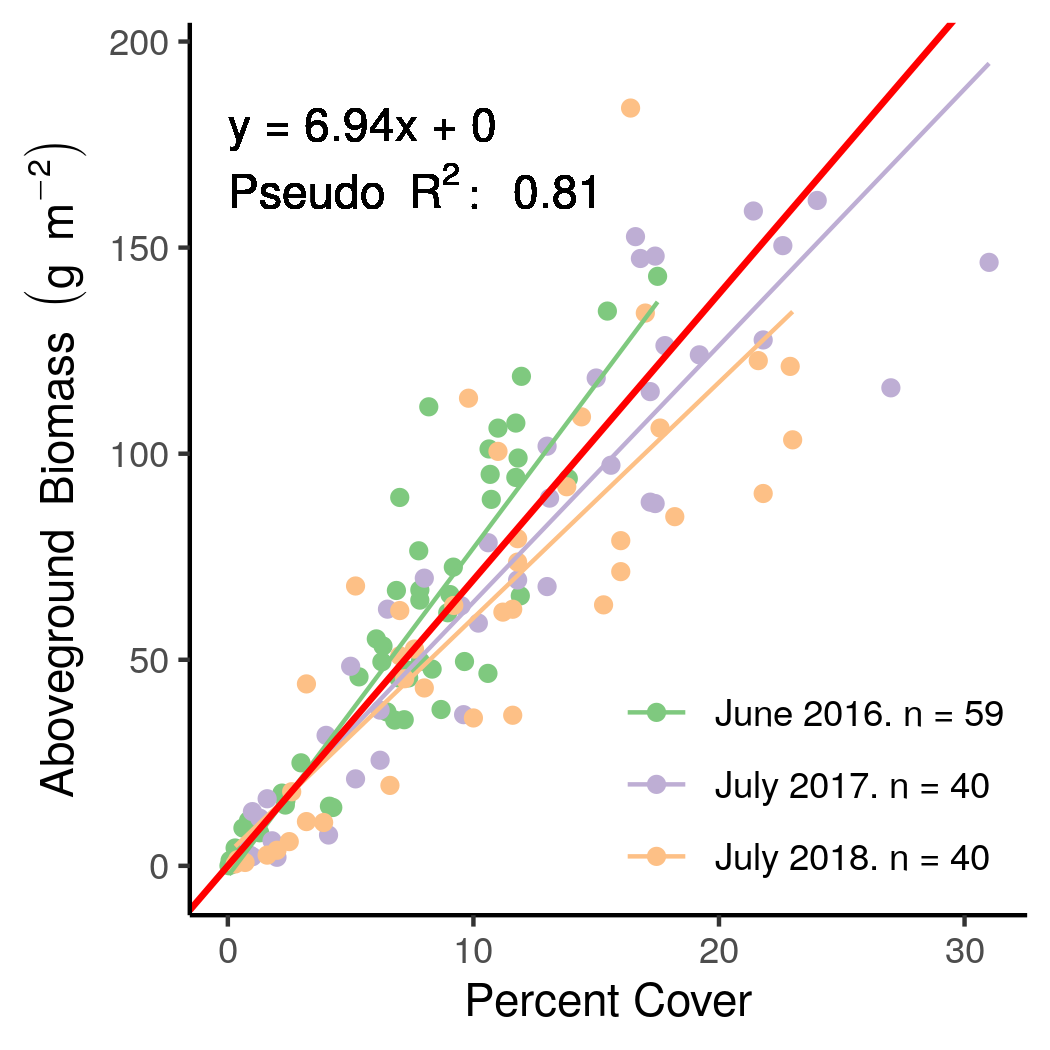 200
150
100
50
0
Aboveground Biomass (g m⁻²)
y = 6.94x + 0
Pseudo R²: 0.81
June 2016. n = 59
July 2017. n = 40
July 2018. n = 40
0 10 20 30
Percent Cover